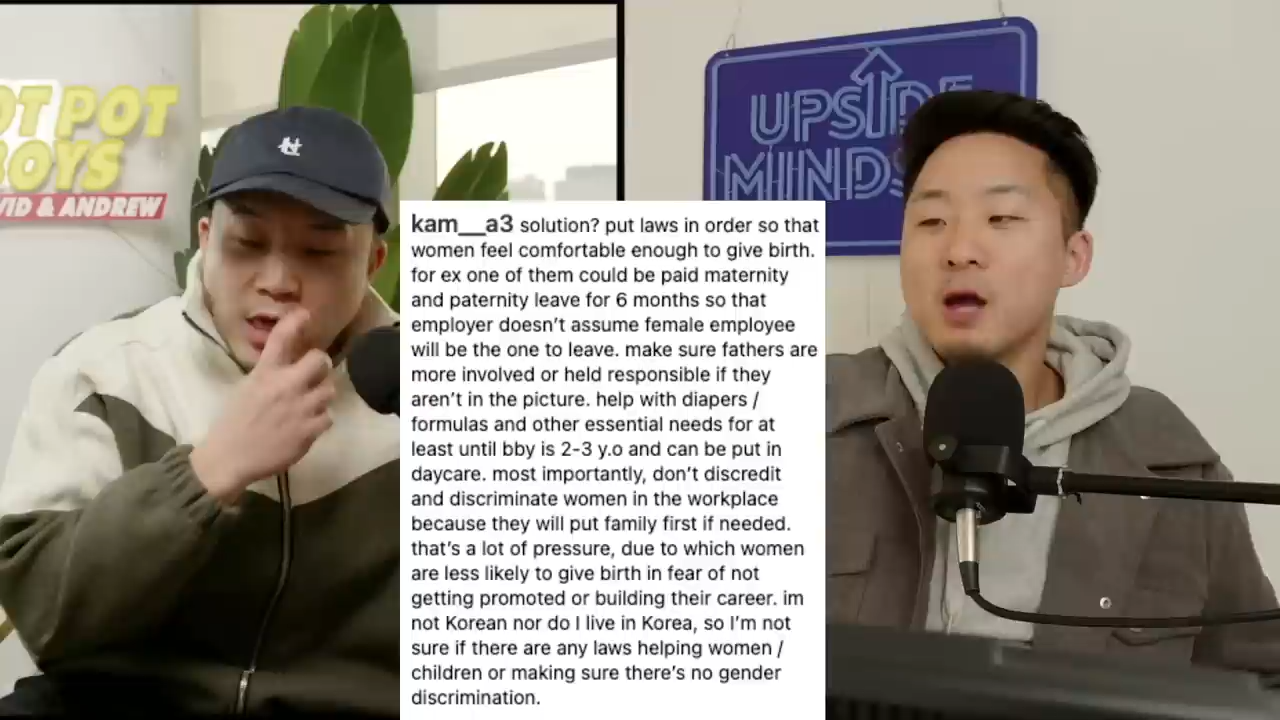 OT POT
BOYS
VID & ANDREW
UPSIDE
MINDS
kam__a3 solution? put laws in order so that
women feel comfortable enough to give birth.
for ex one of them could be paid maternity
and paternity leave for 6 months so that
employer doesn't assume female employee
will be the one to leave. make sure fathers are
more involved or held responsible if they
aren't in the picture. help with diapers /
formulas and other essential needs for at
least until bby is 2-3 y.o and can be put in
daycare. most importantly, don't discredit
and discriminate women in the workplace
because they will put family first if needed.
that's a lot of pressure, due to which women
are less likely to give birth in fear of not
getting promoted or building their career. im
not Korean nor do I live in Korea, so I'm not
sure if there are any laws helping women /
children or making sure there's no gender
discrimination.